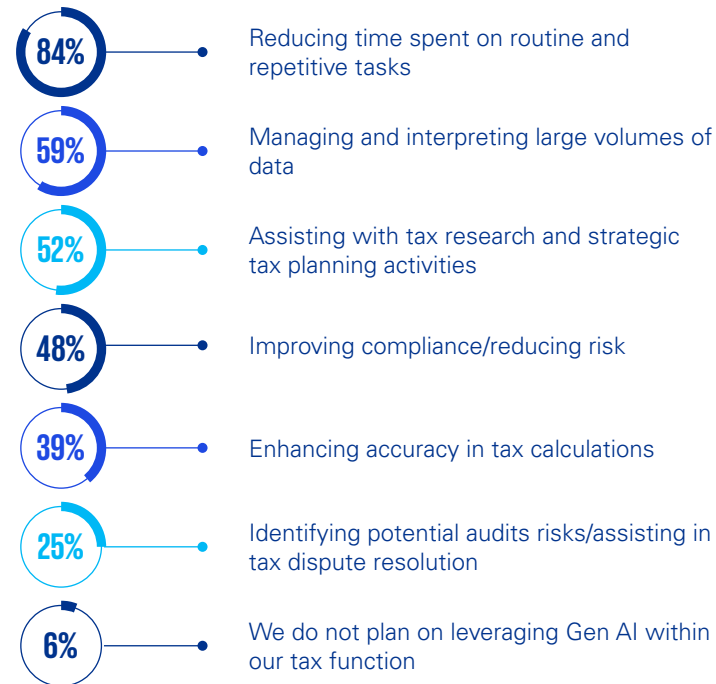 84%
Reducing time spent on routine and
repetitive tasks
59%
Managing and interpreting large volumes of
data
52%
Assisting with tax research and strategic
tax planning activities
48%
Improving compliance/reducing risk
39%
Enhancing accuracy in tax calculations
25%
Identifying potential audits risks/assisting in
tax dispute resolution
6%
We do not plan on leveraging Gen AI within
our tax function